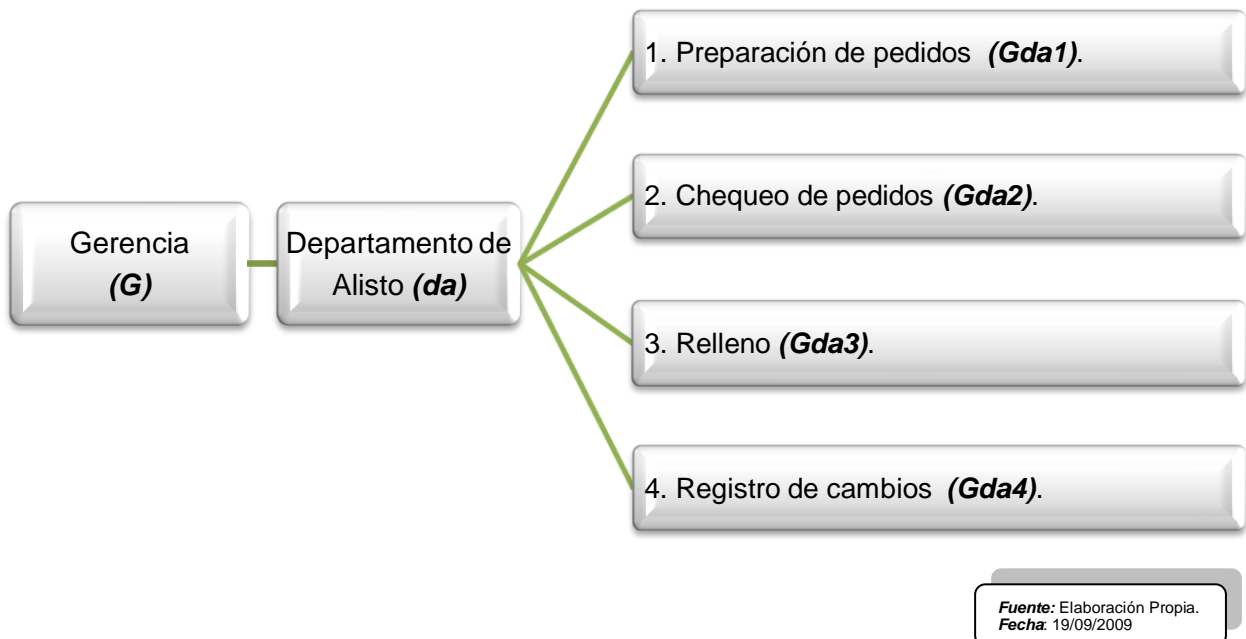 Gerencia
(G)
Departamento de
Alisto (da)
1. Preparación de pedidos (Gda1).
2. Chequeo de pedidos (Gda2).
3. Relleno (Gda3).
4. Registro de cambios (Gda4).
Fuente: Elaboración Propia.
Fecha: 19/09/2009